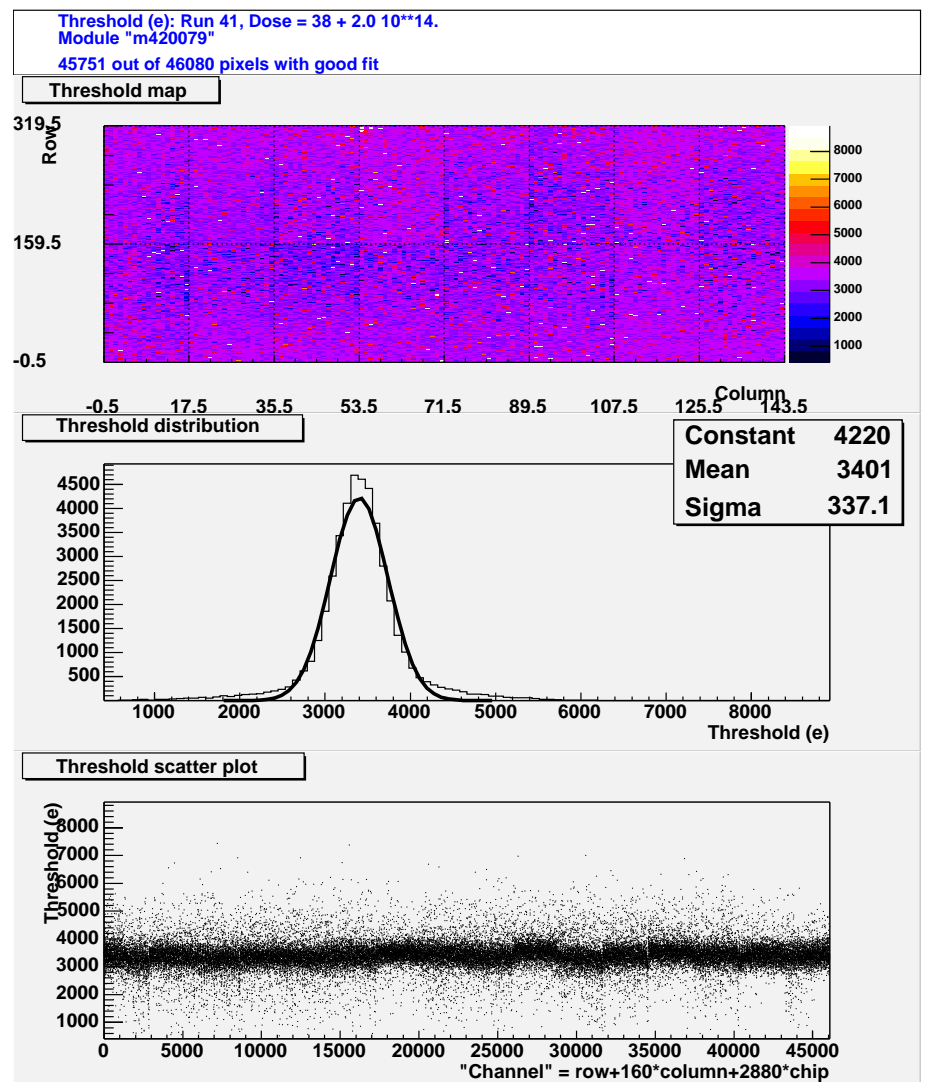 Threshold (e): Run 41, Dose = 38 + 2.0 10**14.
Module "m420079"
45751 out of 46080 pixels with good fit
Threshold map
319.5
159.5
-0.5
Row
8000
7000
6000
5000
4000
3000
2000
1000
-0.5 17.5 35.5 53.5 71.5 89.5 107.5 125.5 143.5
Column
Threshold distribution
Constant 4220
Mean 3401
Sigma 337.1
4500
4000
3500
3000
2500
2000
1500
1000
500
1000 2000 3000 4000 5000 6000 7000 8000
Threshold (e)
Threshold scatter plot
Threshold (e)
8000
7000
6000
5000
4000
3000
2000
1000
0 5000 10000 15000 20000 25000 30000 35000 40000 45000
"Channel" = row+160*column+2880*chip